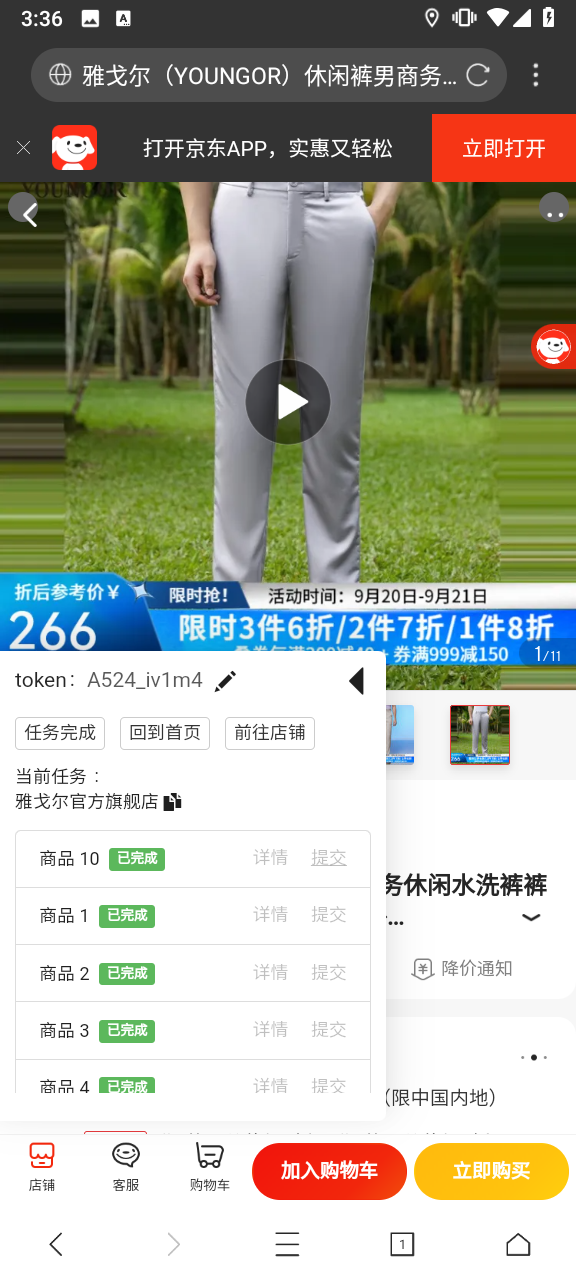 3:36
雅戈尔（YOUNGOR）休闲裤男商务...
打开京东APP，实惠又轻松
立即打开
YOUNGOR
折后参考价￥
266
限时抢！
活动时间：9月20日-9月21日
限时3件6折/2件7折/1件8折
券满999减150
1/11
token： A524_iv1m4
任务完成
回到首页
前往店铺
当前任务：
雅戈尔官方旗舰店
商品 10 已完成 详情 提交
商品 1 已完成 详情 提交
商品 2 已完成 详情 提交
商品 3 已完成 详情 提交
商品 4 已完成 详情 提交
266
务休闲水洗裤裤
...
降价通知
（限中国内地）
店铺
客服
购物车
加入购物车
立即购买
1